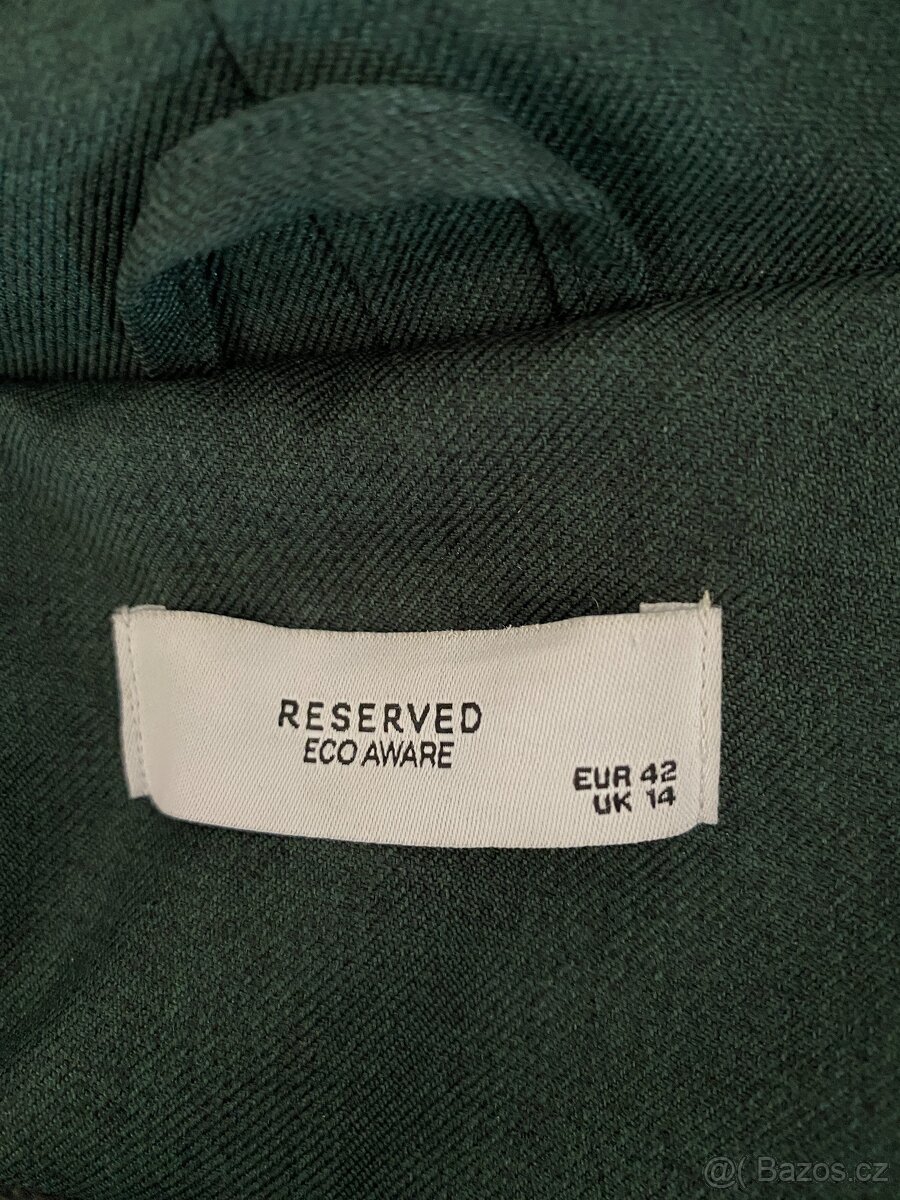 RESERVED
ECO AWARE
EUR 42
UK 14
@( Bazos.cz